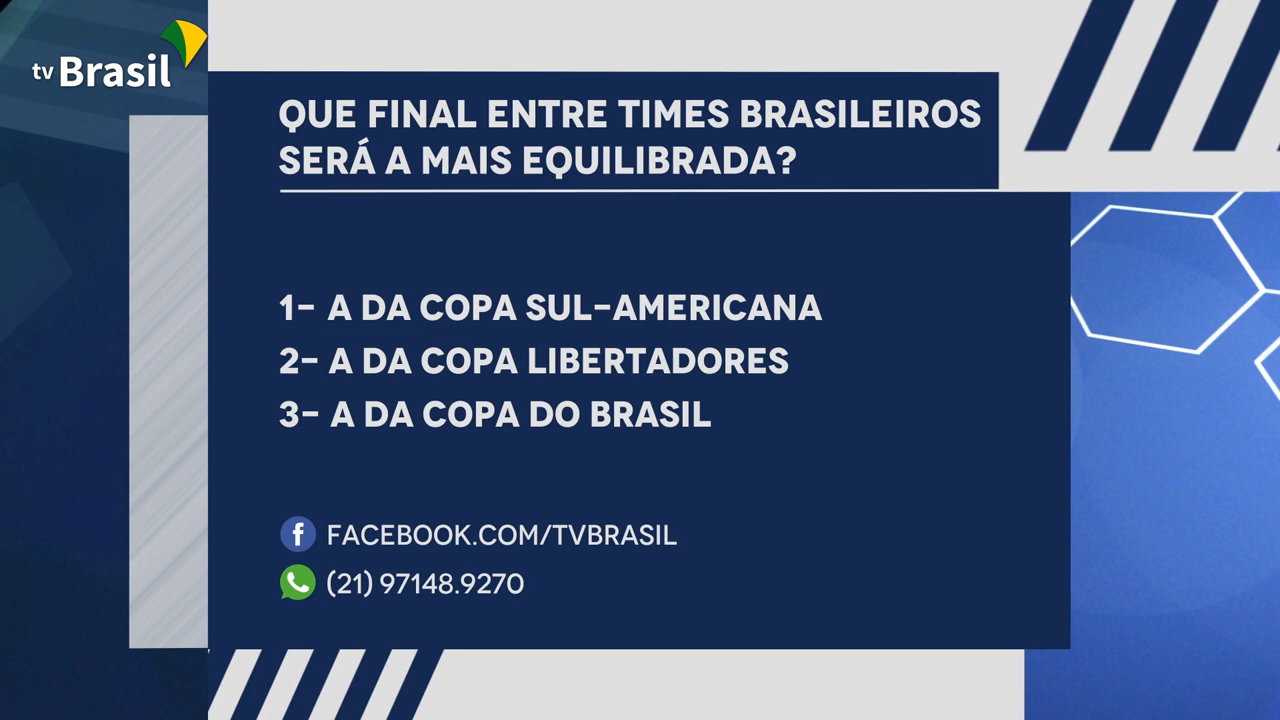 tv Brasil
QUE FINAL ENTRE TIMES BRASILEIROS
SERÁ A MAIS EQUILIBRADA?
1- A DA COPA SUL-AMERICANA
2- A DA COPA LIBERTADORES
3- A DA COPA DO BRASIL
f FACEBOOK.COM/TVBRASIL
(21) 97148.9270